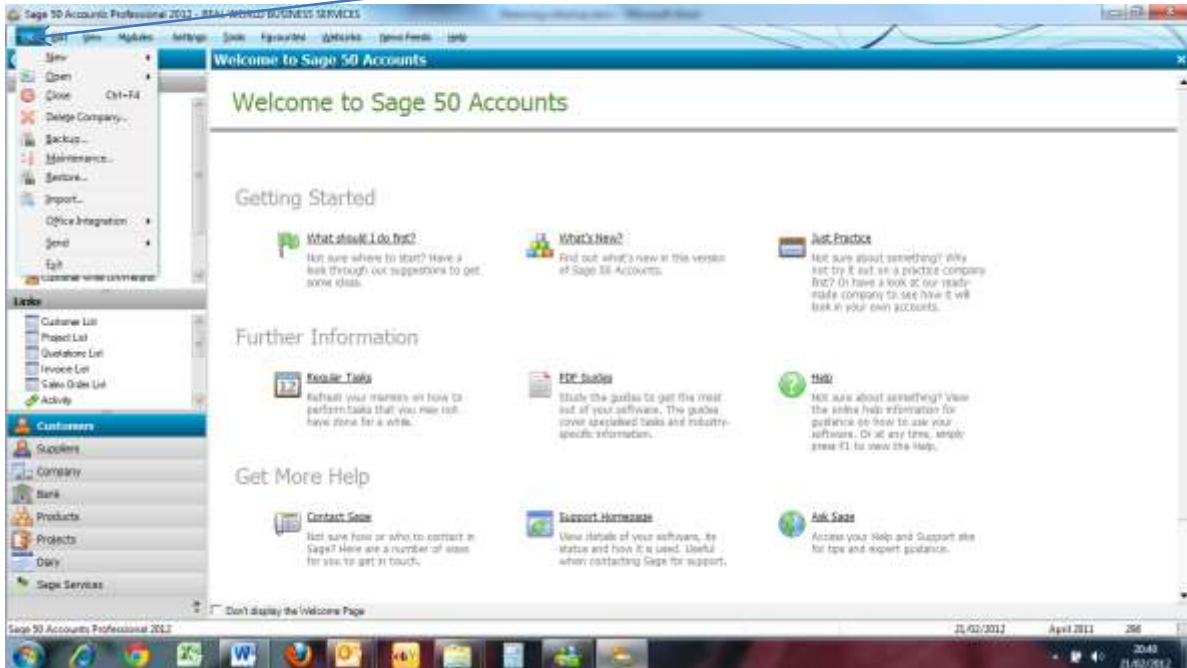 Sage 50 Accounts Professional 2012 - REAL WORLD BUSINESS SERVICES
Edit View Modules Settings Tools Favourites WebLinks News Feeds Help
New
Open
Close Ctrl+F4
Delete Company...
Backup...
Maintenance...
Restore...
Import...
Office Integration
Send
Exit
Links
Customer List
Project List
Quotations List
Invoice List
Sales Order List
Activity
Customers
Suppliers
Company
Bank
Products
Projects
Diary
Sage Services
Welcome to Sage 50 Accounts
Welcome to Sage 50 Accounts
Getting Started
What should I do first?
Not sure where to start? Have a
look through our suggestions to get
some ideas.
What's New?
Find out what's new in this version
of Sage 50 Accounts.
Just Practice
Not sure about something? Why
not try it out on a practice company
first? Or have a look at our ready-
made company to see how it will
look in your own accounts.
Further Information
Regular Tasks
Refresh your memory on how to
perform tasks that you may not
have done for a while.
PDF Guides
Study the guides to get the most
out of your software. The guides
cover specialised tasks and industry-
specific information.
Help
Not sure about something? View
the online help information for
guidance on how to use your
software. Or at any time, simply
press F1 to view the Help.
Get More Help
Contact Sage
Not sure how or who to contact in
Sage? Here are a number of ways
for you to get in touch.
Support Homepage
View details of your software, its
status and how it is used. Useful
when contacting Sage for support.
Ask Sage
Access your Help and Support site
for tips and expert guidance.
Don't display the Welcome Page
Sage 50 Accounts Professional 2012 21/02/2012 April 2011 298
20:40
21/02/2012